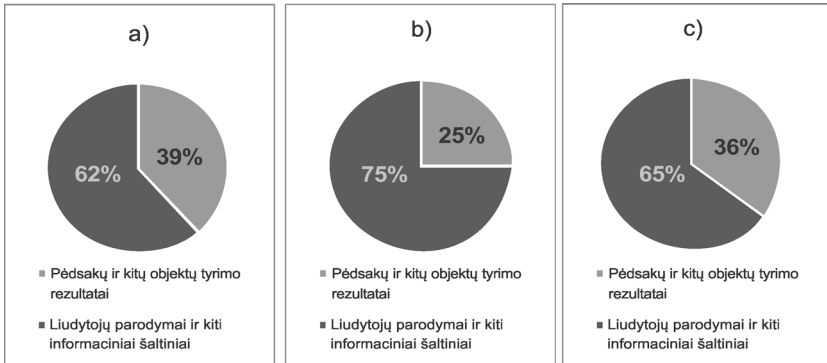 a)
62%
39%
Pėdsakų ir kitų objektų tyrimo
rezultatai
Liudytojų parodymai ir kiti
informaciniai šaltiniai
b)
25%
75%
Pėdsakų ir kitų objektų tyrimo
rezultatai
Liudytojų parodymai ir kiti
informaciniai šaltiniai
c)
36%
65%
Pėdsakų ir kitų objektų tyrimo
rezultatai
Liudytojų parodymai ir kiti
informaciniai šaltiniai